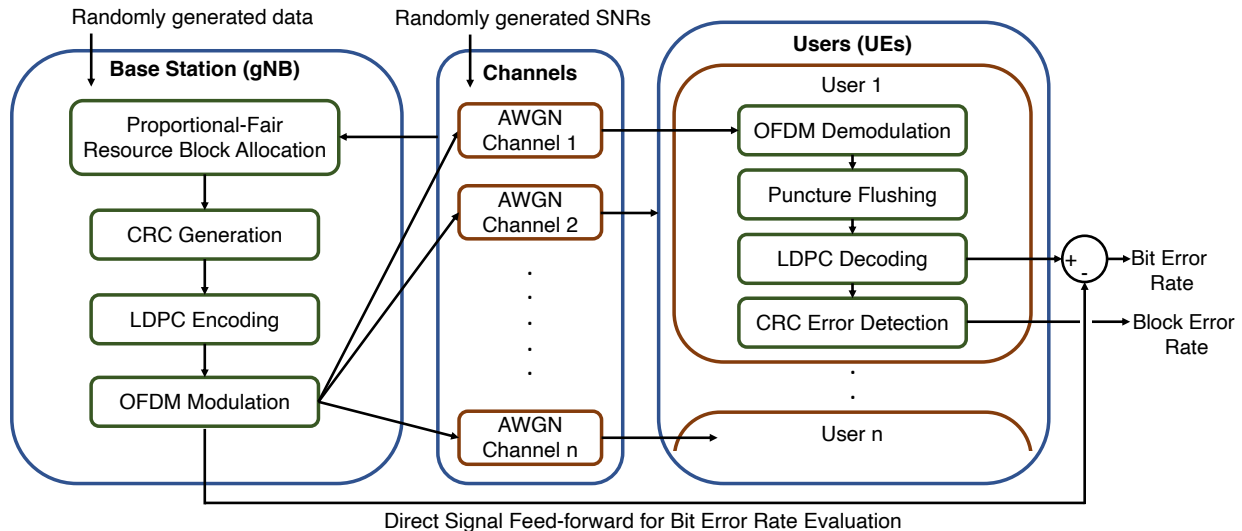 Randomly generated data
Randomly generated SNRs
Base Station (gNB)
Proportional-Fair
Resource Block Allocation
CRC Generation
LDPC Encoding
OFDM Modulation
Channels
AWGN
Channel 1
AWGN
Channel 2
.
.
.
.
.
AWGN
Channel n
Users (UEs)
User 1
OFDM Demodulation
Puncture Flushing
LDPC Decoding
CRC Error Detection
.
.
User n
+
-
Bit Error
Rate
Block Error
Rate
Direct Signal Feed-forward for Bit Error Rate Evaluation